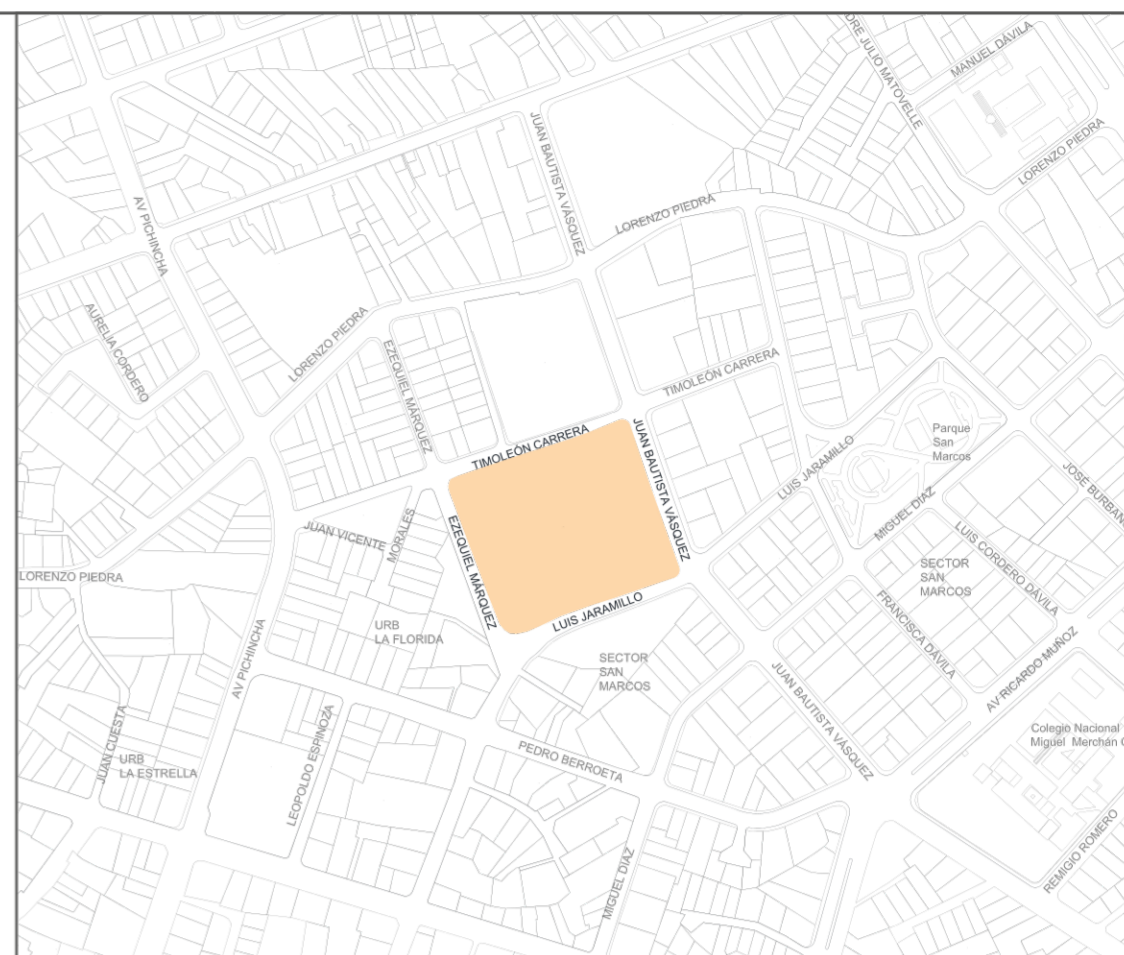 DRE JULIO MATOVELLE
MANUEL DÁVILA
LORENZO PIEDRA
JUAN BAUTISTA VÁSQUEZ
LORENZO PIEDRA
AV PICHINCHA
AURELIA CORDERO
LORENZO PIEDRA
EZEQUIEL MÁRQUEZ
TIMOLEÓN CARRERA
TIMOLEÓN CARRERA
JUAN BAUTISTA VÁSQUEZ
LUIS JARAMILLO
Parque
San
Marcos
JOSÉ BURBANO
MIGUEL DIAZ
LUIS CORDERO DÁVILA
JUAN VICENTE
MORALES
EZEQUIEL MÁRQUEZ
LORENZO PIEDRA
SECTOR
SAN
MARCOS
FRANCISCA DÁVILA
LUIS JARAMILLO
URB
LA FLORIDA
AV PICHINCHA
SECTOR
SAN
MARCOS
AV RICARDO MUÑOZ
JUAN BAUTISTA VÁSQUEZ
JUAN CUESTA
URB
LA ESTRELLA
LEOPOLDO ESPINOZA
PEDRO BERROETA
Colegio Nacional
Miguel Merchán
MIGUEL DÍAZ
REMIGIO ROMERO